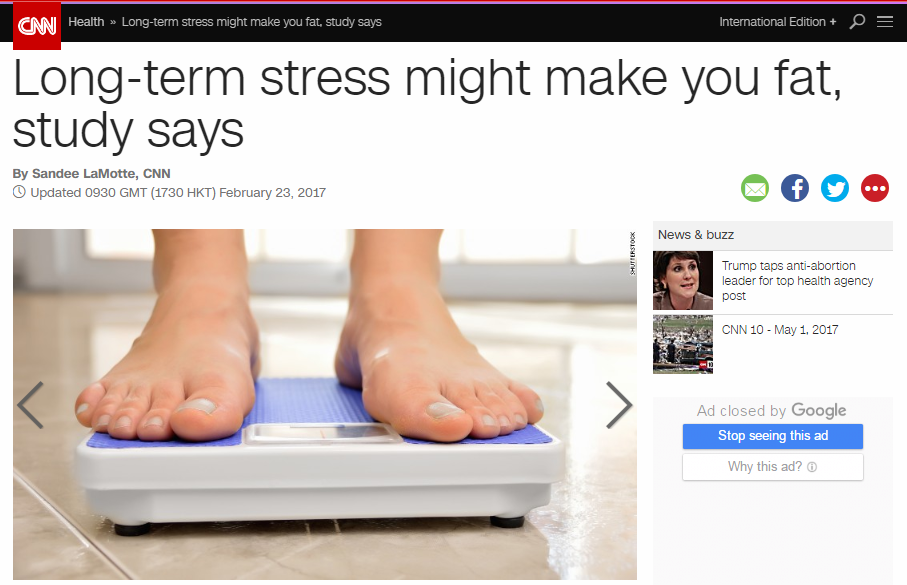 CNN
Health » Long-term stress might make you fat, study says
International Edition +
Long-term stress might make you fat,
study says
By Sandee LaMotte, CNN
Updated 0930 GMT (1730 HKT) February 23, 2017
SHUTTERSTOCK
News & buzz
Trump taps anti-abortion
leader for top health agency
post
CNN 10 - May 1, 2017
Ad closed by Google
Stop seeing this ad
Why this ad?